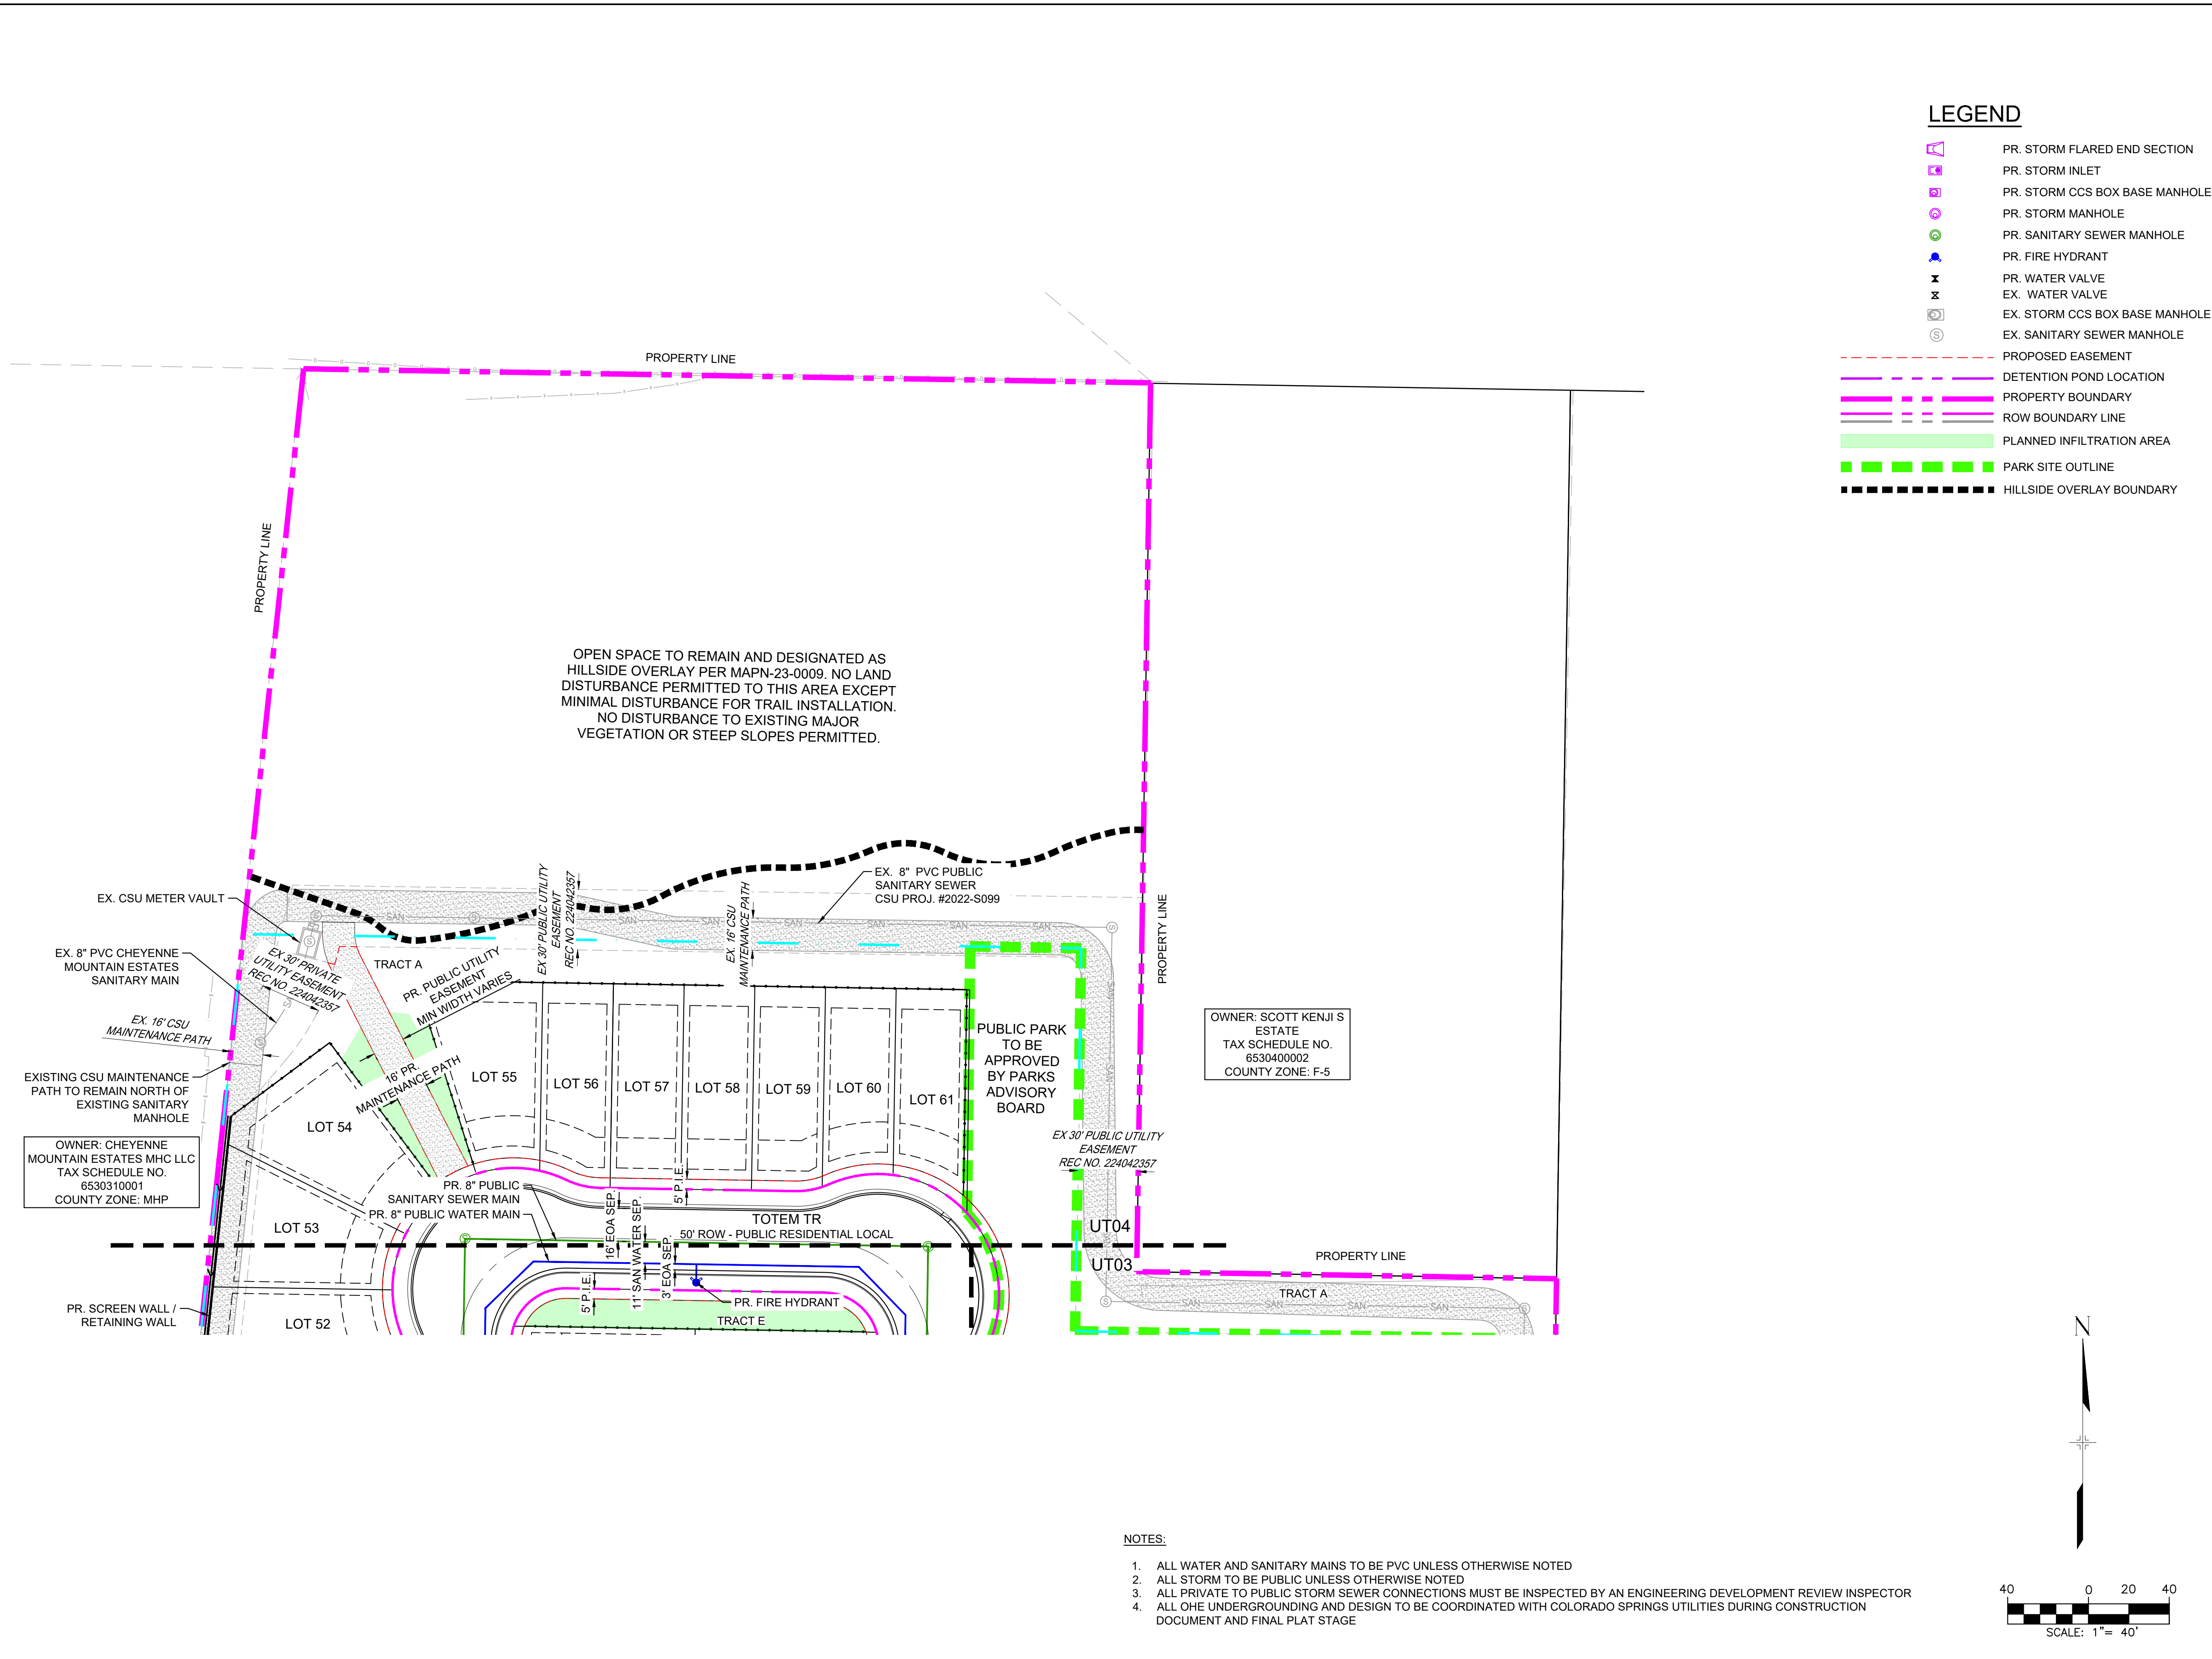 LEGEND
PR. STORM FLARED END SECTION
PR. STORM INLET
PR. STORM CCS BOX BASE MANHOLE
PR. STORM MANHOLE
PR. SANITARY SEWER MANHOLE
PR. FIRE HYDRANT
PR. WATER VALVE
EX. WATER VALVE
EX. STORM CCS BOX BASE MANHOLE
S
EX. SANITARY SEWER MANHOLE
PROPOSED EASEMENT
DETENTION POND LOCATION
PROPERTY BOUNDARY
ROW BOUNDARY LINE
PLANNED INFILTRATION AREA
PARK SITE OUTLINE
HILLSIDE OVERLAY BOUNDARY
PROPERTY LINE
PROPERTY LINE
OPEN SPACE TO REMAIN AND DESIGNATED AS
HILLSIDE OVERLAY PER MAPN-23-0009. NO LAND
DISTURBANCE PERMITTED TO THIS AREA EXCEPT
MINIMAL DISTURBANCE FOR TRAIL INSTALLATION.
NO DISTURBANCE TO EXISTING MAJOR
VEGETATION OR STEEP SLOPES PERMITTED.
EX. CSU METER VAULT
EX. 8" PVC CHEYENNE
MOUNTAIN ESTATES
SANITARY MAIN
EX. 16' CSU
MAINTENANCE PATH
EXISTING CSU MAINTENANCE
PATH TO REMAIN NORTH OF
EXISTING SANITARY
MANHOLE
OWNER: CHEYENNE
MOUNTAIN ESTATES MHC LLC
TAX SCHEDULE NO.
6530310001
COUNTY ZONE: MHP
PR. SCREEN WALL /
RETAINING WALL
EX 30' PRIVATE
UTILITY EASEMENT
REC NO. 224042357
TRACT A
PR. PUBLIC UTILITY
EASEMENT
MIN WIDTH VARIES
16' PR.
MAINTENANCE PATH
EX 30' PUBLIC UTILITY
EASEMENT
REC NO. 224042357
EX. 16' CSU
MAINTENANCE PATH
EX. 8" PVC PUBLIC
SANITARY SEWER
CSU PROJ. #2022-S099
SAN
SAN
SAN
SAN
SAN
SAN
SAN
SAN
SAN
PROPERTY LINE
LOT 54
LOT 55
LOT 56
LOT 57
LOT 58
LOT 59
LOT 60
LOT 61
PUBLIC PARK
TO BE
APPROVED
BY PARKS
ADVISORY
BOARD
OWNER: SCOTT KENJI S
ESTATE
TAX SCHEDULE NO.
6530400002
COUNTY ZONE: F-5
EX 30' PUBLIC UTILITY
EASEMENT
REC NO. 224042357
LOT 53
LOT 52
PR. 8" PUBLIC
SANITARY SEWER MAIN
PR. 8" PUBLIC WATER MAIN
5' P.I.E.
16' EOA SEP.
11' SAN WATER SEP.
3' EOA SEP.
5' P.I.E.
TOTEM TR
50' ROW - PUBLIC RESIDENTIAL LOCAL
PR. FIRE HYDRANT
TRACT E
UT04
UT03
PROPERTY LINE
TRACT A
SAN
SAN
SAN
SAN
N
NOTES:
1. ALL WATER AND SANITARY MAINS TO BE PVC UNLESS OTHERWISE NOTED
2. ALL STORM TO BE PUBLIC UNLESS OTHERWISE NOTED
3. ALL PRIVATE TO PUBLIC STORM SEWER CONNECTIONS MUST BE INSPECTED BY AN ENGINEERING DEVELOPMENT REVIEW INSPECTOR
4. ALL OHE UNDERGROUNDING AND DESIGN TO BE COORDINATED WITH COLORADO SPRINGS UTILITIES DURING CONSTRUCTION
DOCUMENT AND FINAL PLAT STAGE
40 0 20 40
SCALE: 1"= 40'